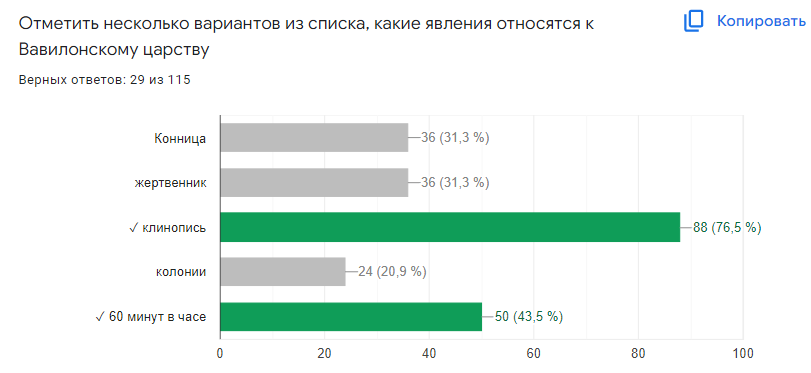 Отметить несколько вариантов из списка, какие явления относятся к
Вавилонскому царству
Копировать
Верных ответов: 29 из 115
Конница
36 (31,3 %)
жертвенник
36 (31,3 %)
✓ клинопись
88 (76,5 %)
колонии
24 (20,9 %)
✓ 60 минут в часе
50 (43,5 %)
0 20 40 60 80 100